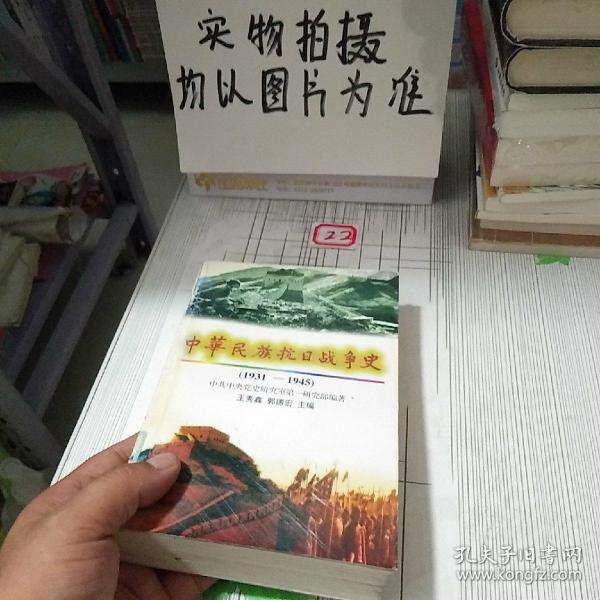 实物拍摄
均以图片为准
22
中華民族抗日战争史
(1931—1945)
中共中央党史研究室第一研究部编著
王秀鑫 郭德宏 主编
孔夫子旧书网
www.kongfz.com